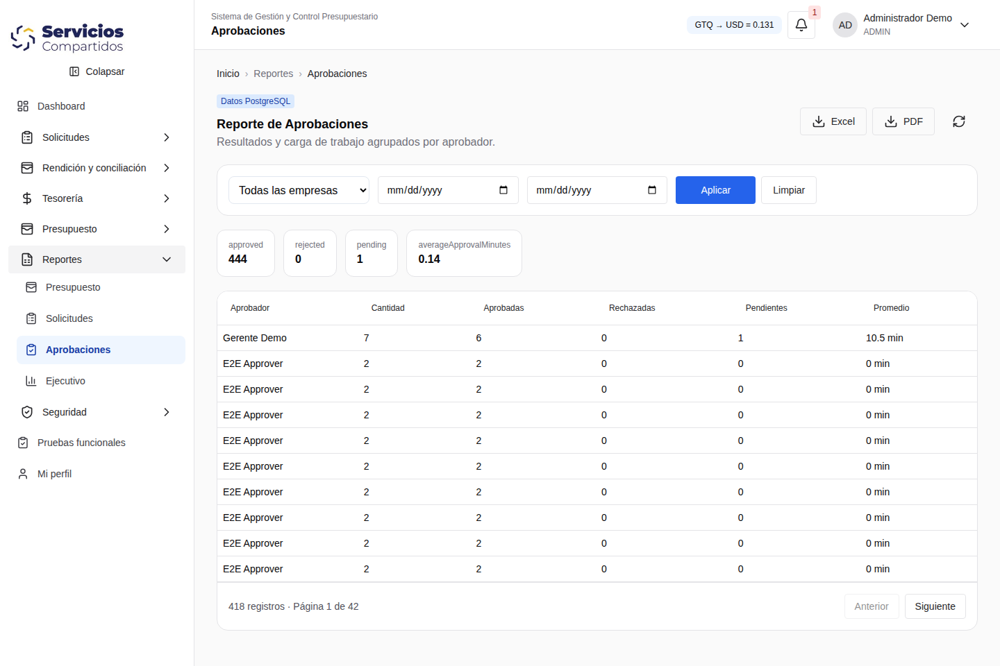 Servicios
Compartidos
Colapsar
Dashboard
Solicitudes
Rendición y conciliación
Tesorería
Presupuesto
Reportes
Presupuesto
Solicitudes
Aprobaciones
Ejecutivo
Seguridad
Pruebas funcionales
Mi perfil
Sistema de Gestión y Control Presupuestario
Aprobaciones
GTQ → USD = 0.131
1
AD
Administrador Demo
ADMIN
Inicio › Reportes › Aprobaciones
Datos PostgreSQL
Reporte de Aprobaciones
Resultados y carga de trabajo agrupados por aprobador.
Excel
PDF
Todas las empresas
mm/dd/yyyy
mm/dd/yyyy
Aplicar
Limpiar
approved
444
rejected
0
pending
1
averageApprovalMinutes
0.14
Aprobador Cantidad Aprobadas Rechazadas Pendientes Promedio
Gerente Demo 7 6 0 1 10.5 min
E2E Approver 2 2 0 0 0 min
E2E Approver 2 2 0 0 0 min
E2E Approver 2 2 0 0 0 min
E2E Approver 2 2 0 0 0 min
E2E Approver 2 2 0 0 0 min
E2E Approver 2 2 0 0 0 min
E2E Approver 2 2 0 0 0 min
E2E Approver 2 2 0 0 0 min
E2E Approver 2 2 0 0 0 min
418 registros · Página 1 de 42
Anterior
Siguiente